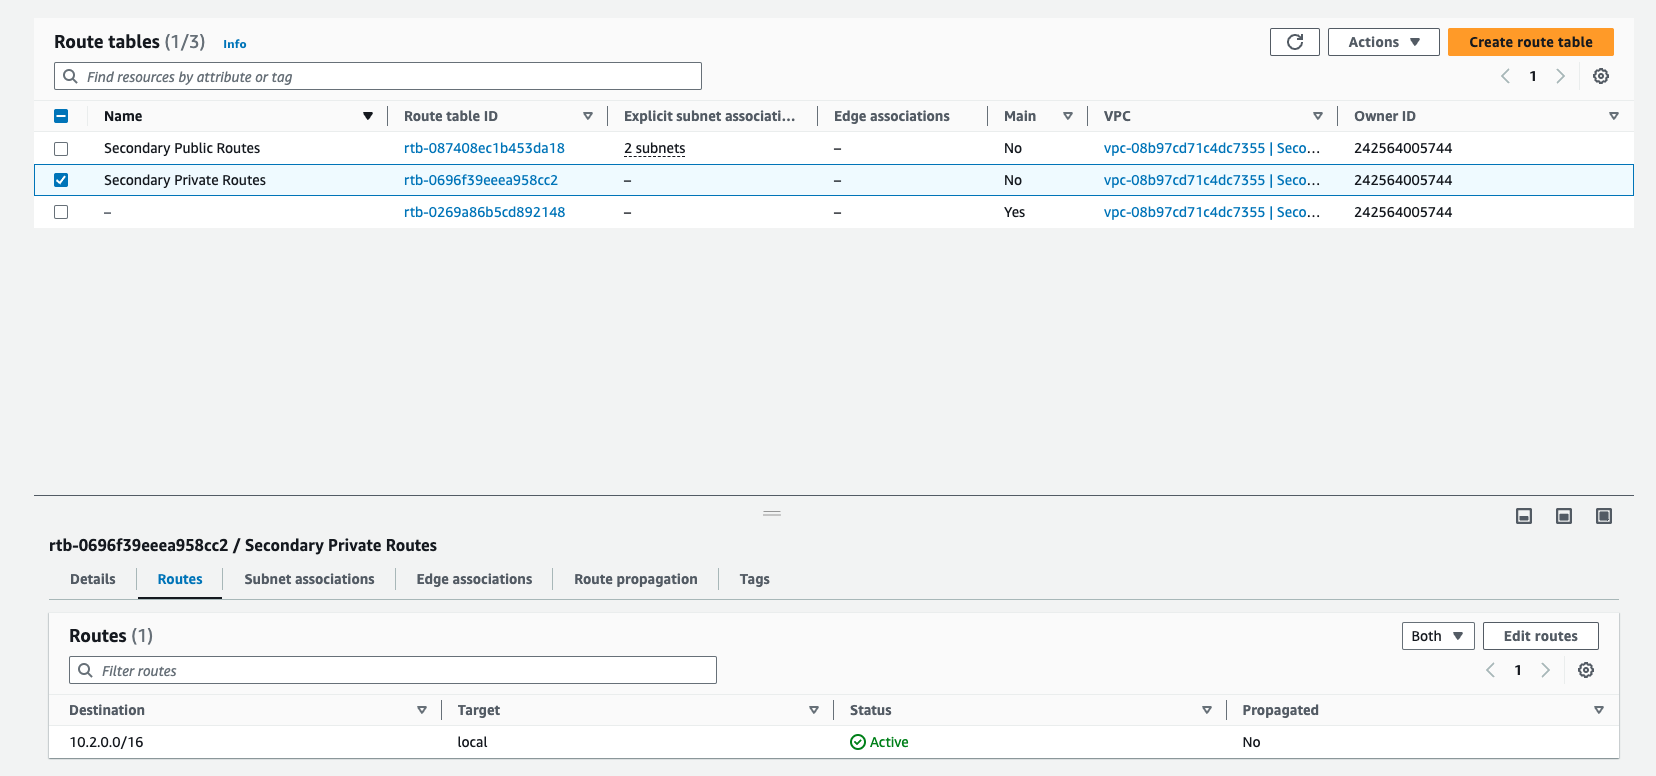 Route tables (1/3) Info
Actions
Create route table
Find resources by attribute or tag
1
Name Route table ID Explicit subnet associati... Edge associations Main VPC Owner ID
Secondary Public Routes rtb-087408ec1b453da18 2 subnets – No vpc-08b97cd71c4dc7355 | Seco... 242564005744
Secondary Private Routes rtb-0696f39eeea958cc2 – – No vpc-08b97cd71c4dc7355 | Seco... 242564005744
– rtb-0269a86b5cd892148 – – Yes vpc-08b97cd71c4dc7355 | Seco... 242564005744
rtb-0696f39eeea958cc2 / Secondary Private Routes
Details Routes Subnet associations Edge associations Route propagation Tags
Routes (1)
Both
Edit routes
Filter routes
1
Destination Target Status Propagated
10.2.0.0/16 local Active No